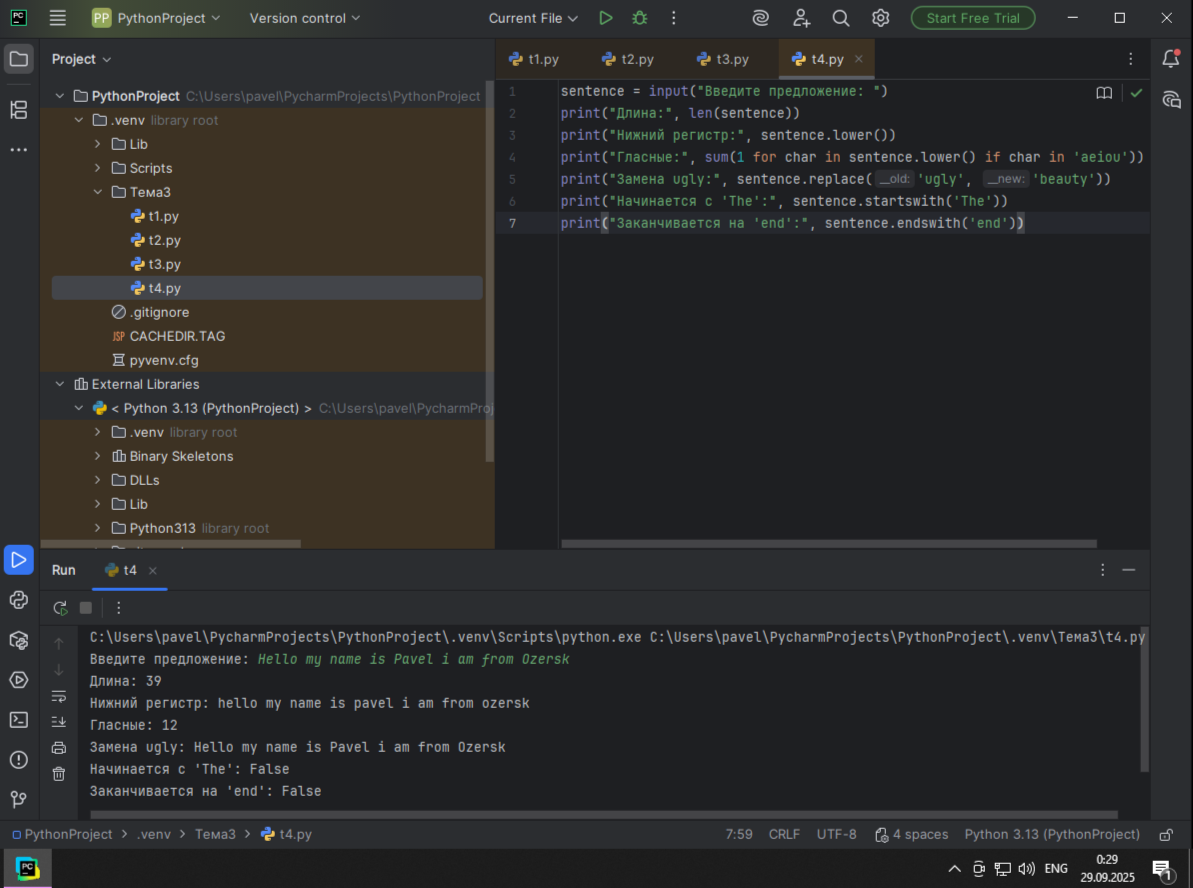 PC
PP PythonProject
Version control
Current File
Start Free Trial
Project
t1.py
t2.py
t3.py
t4.py
PythonProject C:\Users\pavel\PycharmProjects\PythonProject
.venv library root
Lib
Scripts
Тема3
t1.py
t2.py
t3.py
t4.py
.gitignore
JSP CACHEDIR.TAG
pyvenv.cfg
External Libraries
< Python 3.13 (PythonProject) > C:\Users\pavel\PycharmProj
.venv library root
Binary Skeletons
DLLs
Lib
Python313 library root
1 sentence = input("Введите предложение: ")
2 print("Длина:", len(sentence))
3 print("Нижний регистр:", sentence.lower())
4 print("Гласные:", sum(1 for char in sentence.lower() if char in 'aeiou'))
5 print("Замена ugly:", sentence.replace( __old: 'ugly', __new: 'beauty'))
6 print("Начинается с 'The':", sentence.startswith('The'))
7 print("Заканчивается на 'end':", sentence.endswith('end'))
Run
t4
C:\Users\pavel\PycharmProjects\PythonProject\.venv\Scripts\python.exe C:\Users\pavel\PycharmProjects\PythonProject\.venv\Тема3\t4.py
Введите предложение: Hello my name is Pavel i am from Ozersk
Длина: 39
Нижний регистр: hello my name is pavel i am from ozersk
Гласные: 12
Замена ugly: Hello my name is Pavel i am from Ozersk
Начинается с 'The': False
Заканчивается на 'end': False
PythonProject > .venv > Тема3 > t4.py
7:59 CRLF UTF-8 4 spaces Python 3.13 (PythonProject)
PC
ENG
0:29
29.09.2025
1